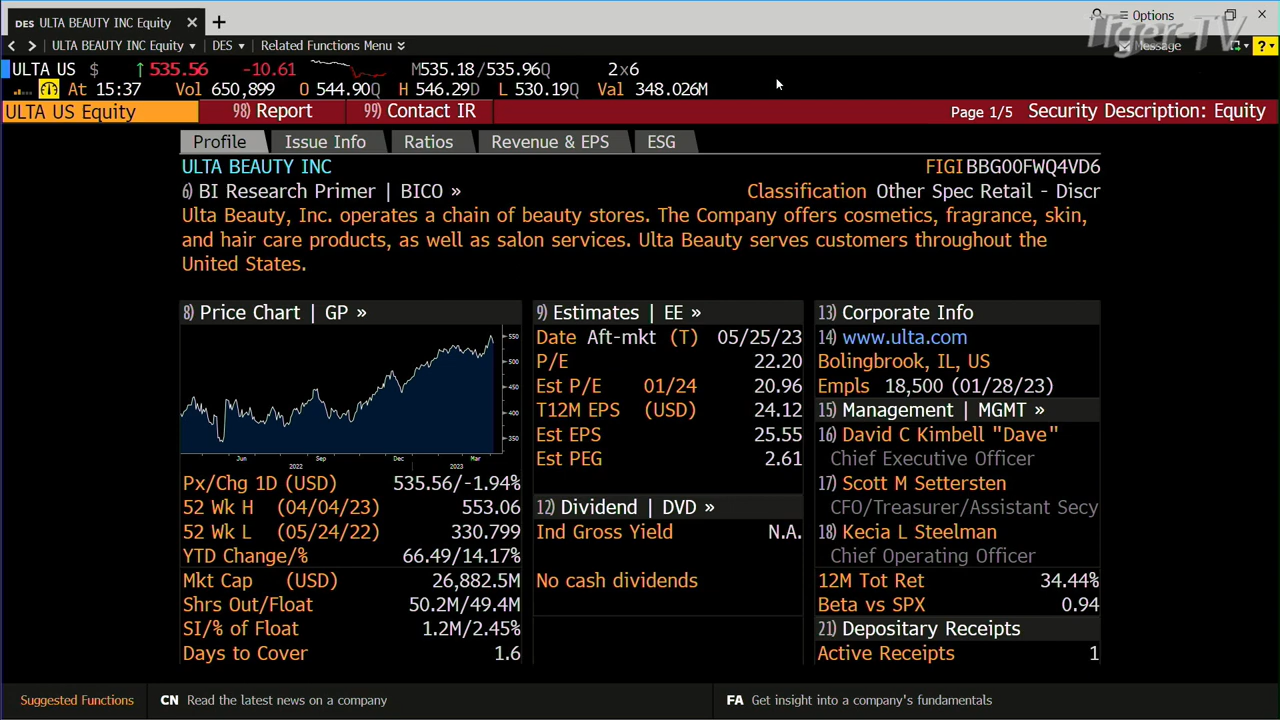 DES ULTA BEAUTY INC Equity × +
Options
Tiger-TV
< > ULTA BEAUTY INC Equity ▾ DES ▾ Related Functions Menu Message ?
ULTA US $ ↑ 535.56 -10.61 M535.18/535.96Q 2x6
At 15:37 Vol 650,899 O 544.90Q H 546.29D L 530.19Q Val 348.026M
ULTA US Equity 98) Report 99) Contact IR Page 1/5 Security Description: Equity
Profile Issue Info Ratios Revenue & EPS ESG
ULTA BEAUTY INC FIGI BBG00FWQ4VD6
6) BI Research Primer | BICO » Classification Other Spec Retail - Discr
Ulta Beauty, Inc. operates a chain of beauty stores. The Company offers cosmetics, fragrance, skin,
and hair care products, as well as salon services. Ulta Beauty serves customers throughout the
United States.
8) Price Chart | GP »
550
500
450
400
350
Jun Sep Dec Mar
2022 2023
Px/Chg 1D (USD) 535.56/-1.94%
52 Wk H (04/04/23) 553.06
52 Wk L (05/24/22) 330.799
YTD Change/% 66.49/14.17%
Mkt Cap (USD) 26,882.5M
Shrs Out/Float 50.2M/49.4M
SI/% of Float 1.2M/2.45%
Days to Cover 1.6
9) Estimates | EE »
Date Aft-mkt (T) 05/25/23
P/E 22.20
Est P/E 01/24 20.96
T12M EPS (USD) 24.12
Est EPS 25.55
Est PEG 2.61
12) Dividend | DVD »
Ind Gross Yield N.A.
No cash dividends
13) Corporate Info
14) www.ulta.com
Bolingbrook, IL, US
Empls 18,500 (01/28/23)
15) Management | MGMT »
16) David C Kimbell "Dave"
Chief Executive Officer
17) Scott M Settersten
CFO/Treasurer/Assistant Secy
18) Kecia L Steelman
Chief Operating Officer
12M Tot Ret 34.44%
Beta vs SPX 0.94
21) Depositary Receipts
Active Receipts 1
Suggested Functions CN Read the latest news on a company FA Get insight into a company's fundamentals